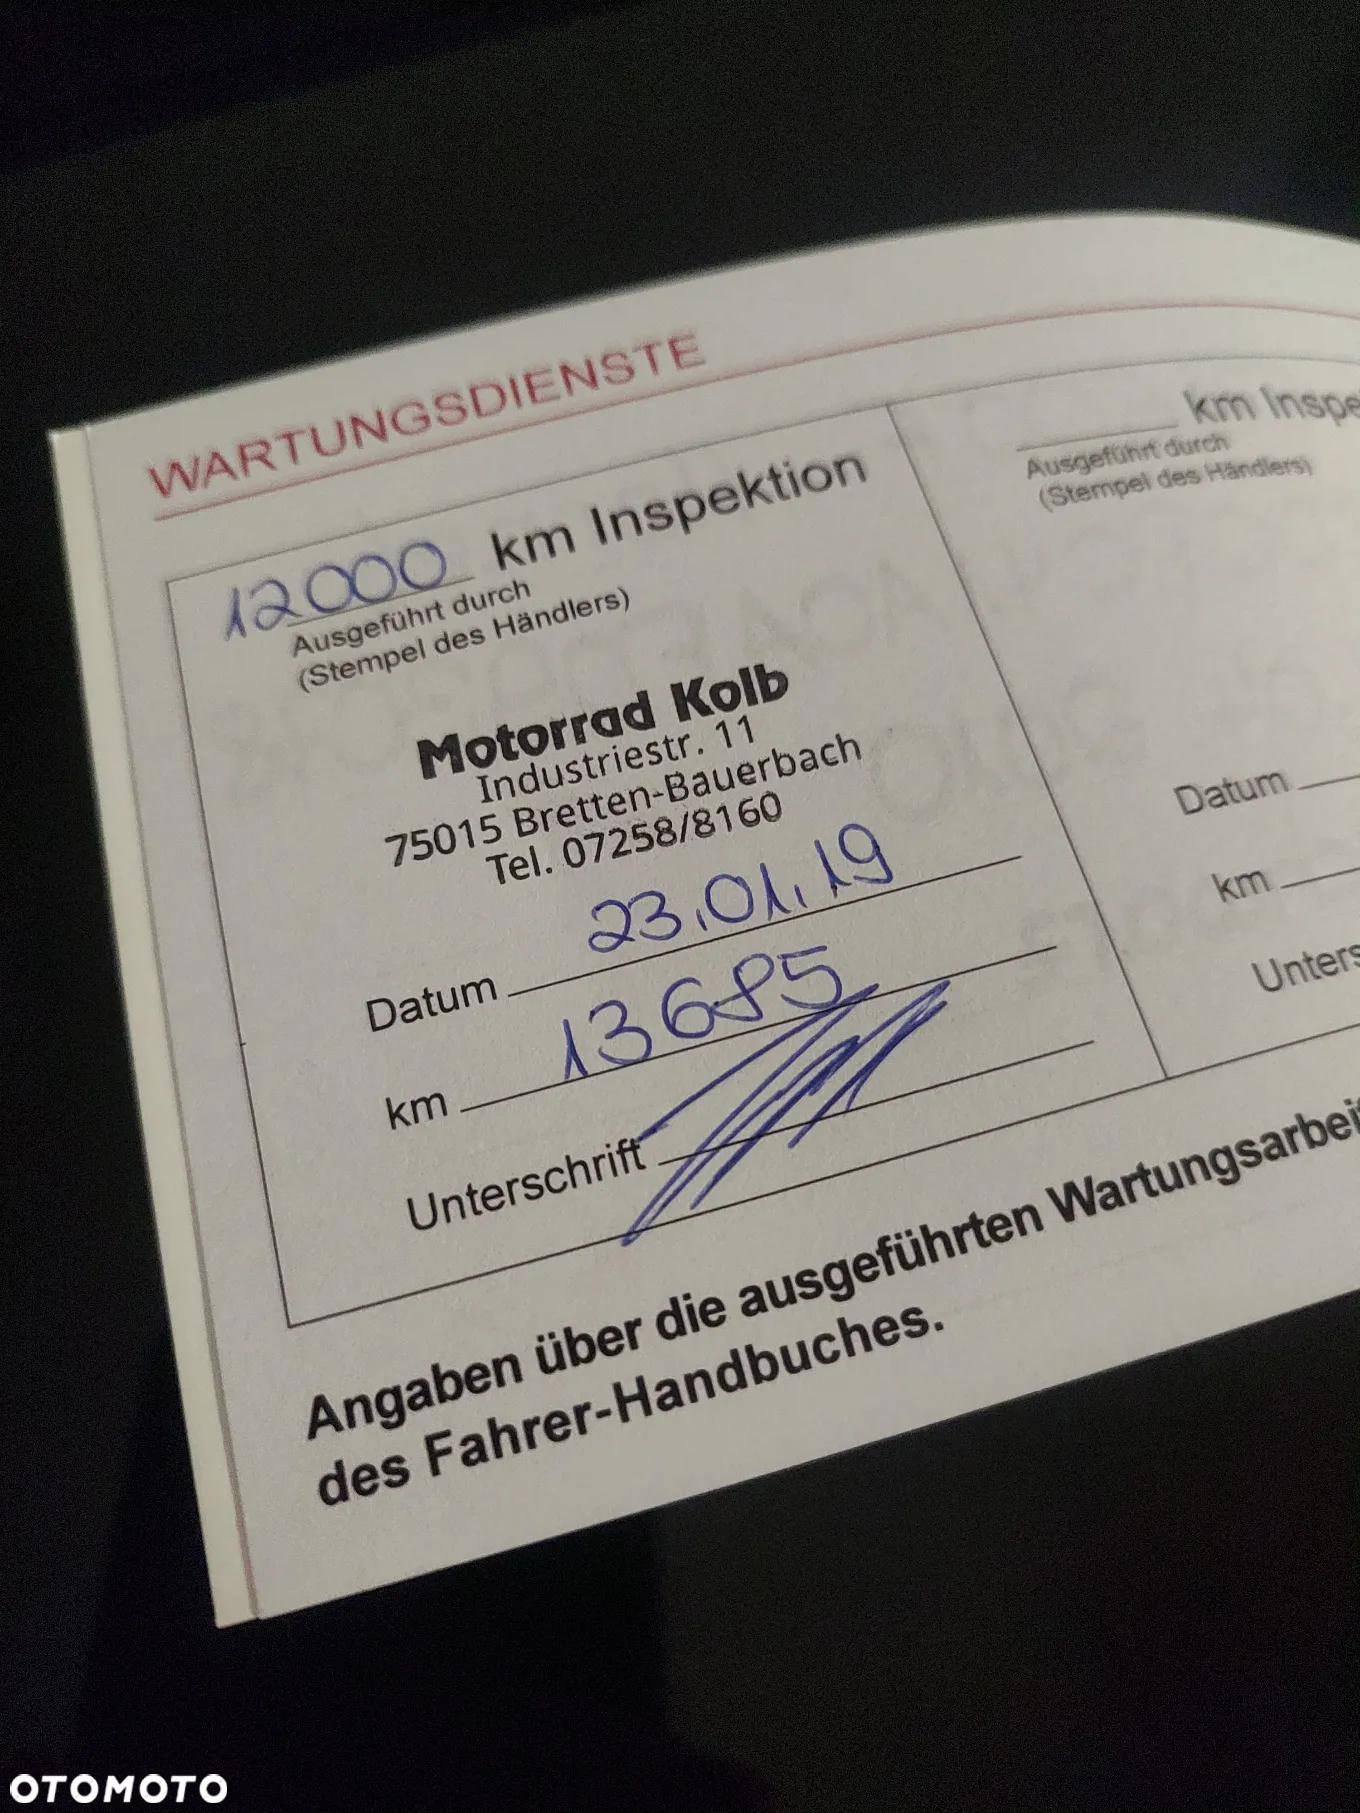 WARTUNGSDIENSTE
12000 km Inspektion
Ausgeführt durch
(Stempel des Händlers)
Motorrad Kolb
Industriestr. 11
75015 Bretten-Bauerbach
Tel. 07258/8160
Datum 23.01.19
km 13685
Unterschrift
km Inspe
Ausgeführt durch
(Stempel des Händlers)
Datum
km
Unters
Angaben über die ausgeführten Wartungsarbei
des Fahrer-Handbuches.
OTOMOTO